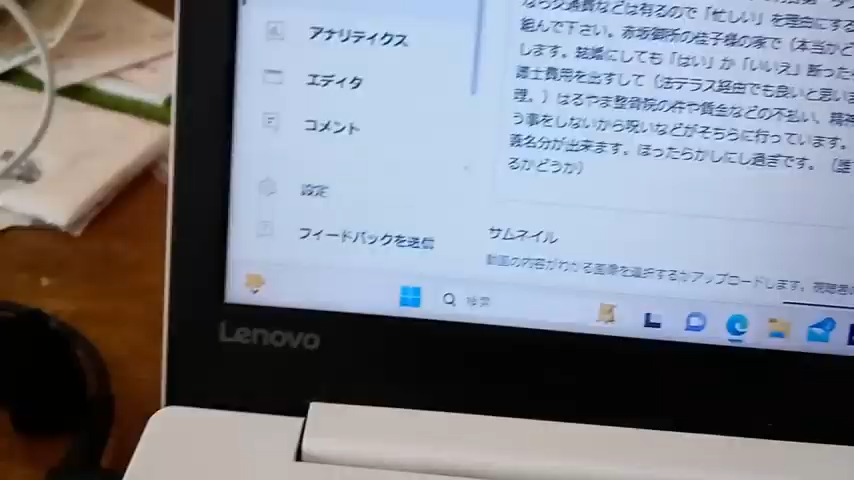 アナリティクス
エディタ
コメント
設定
フィードバックを送信
なら交通費などは有るので「忙しい」を理由にする
組んで下さい。赤坂御所の佳子様の家で（本当かど
します。結婚にしても「はい」か「いいえ」断ったら
護士費用を出すして（法テラス経由でも良いと思いま
理。）はるやま整骨院の件や賃金などの不払い、精神
う事をしないから呪いなどがそちらに行っています。
義名分が出来ます。ほったらかしにし過ぎです。（誰
るかどうか）
サムネイル
動画の内容がわかる画像を選択するかアップロードします。視聴者の
検索
Lenovo